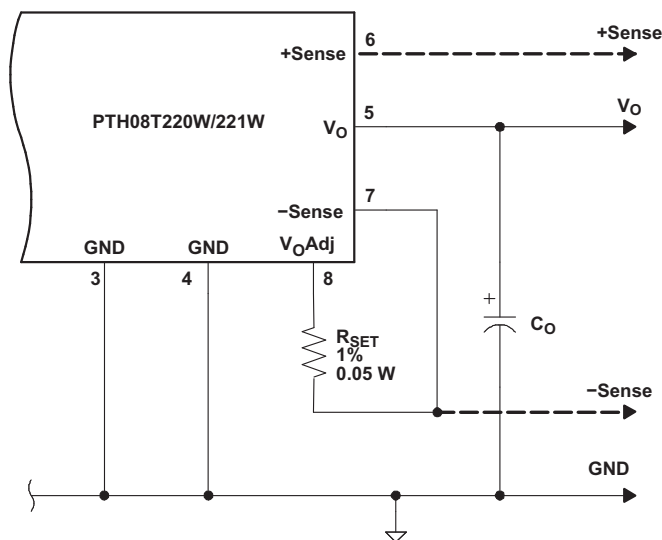 6
+Sense
+Sense
PTH08T220W/221W
5
VO
VO
7
−Sense
GND
GND
VOAdj
3
4
8
+
CO
RSET
1%
0.05 W
−Sense
GND